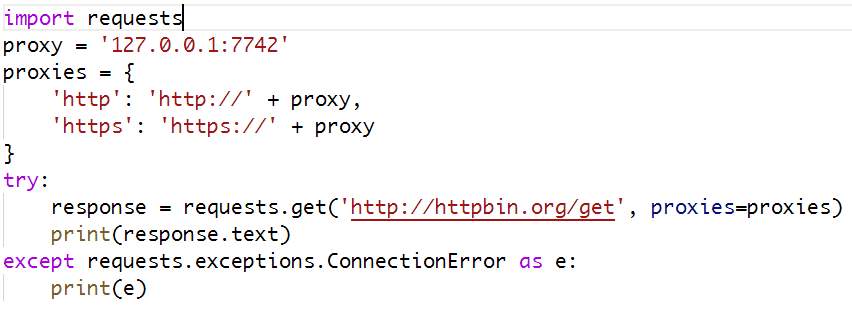 import requests
proxy = '127.0.0.1:7742'
proxies = {
    'http': 'http://' + proxy,
    'https': 'https://' + proxy
}
try:
    response = requests.get('http://httpbin.org/get', proxies=proxies)
    print(response.text)
except requests.exceptions.ConnectionError as e:
    print(e)